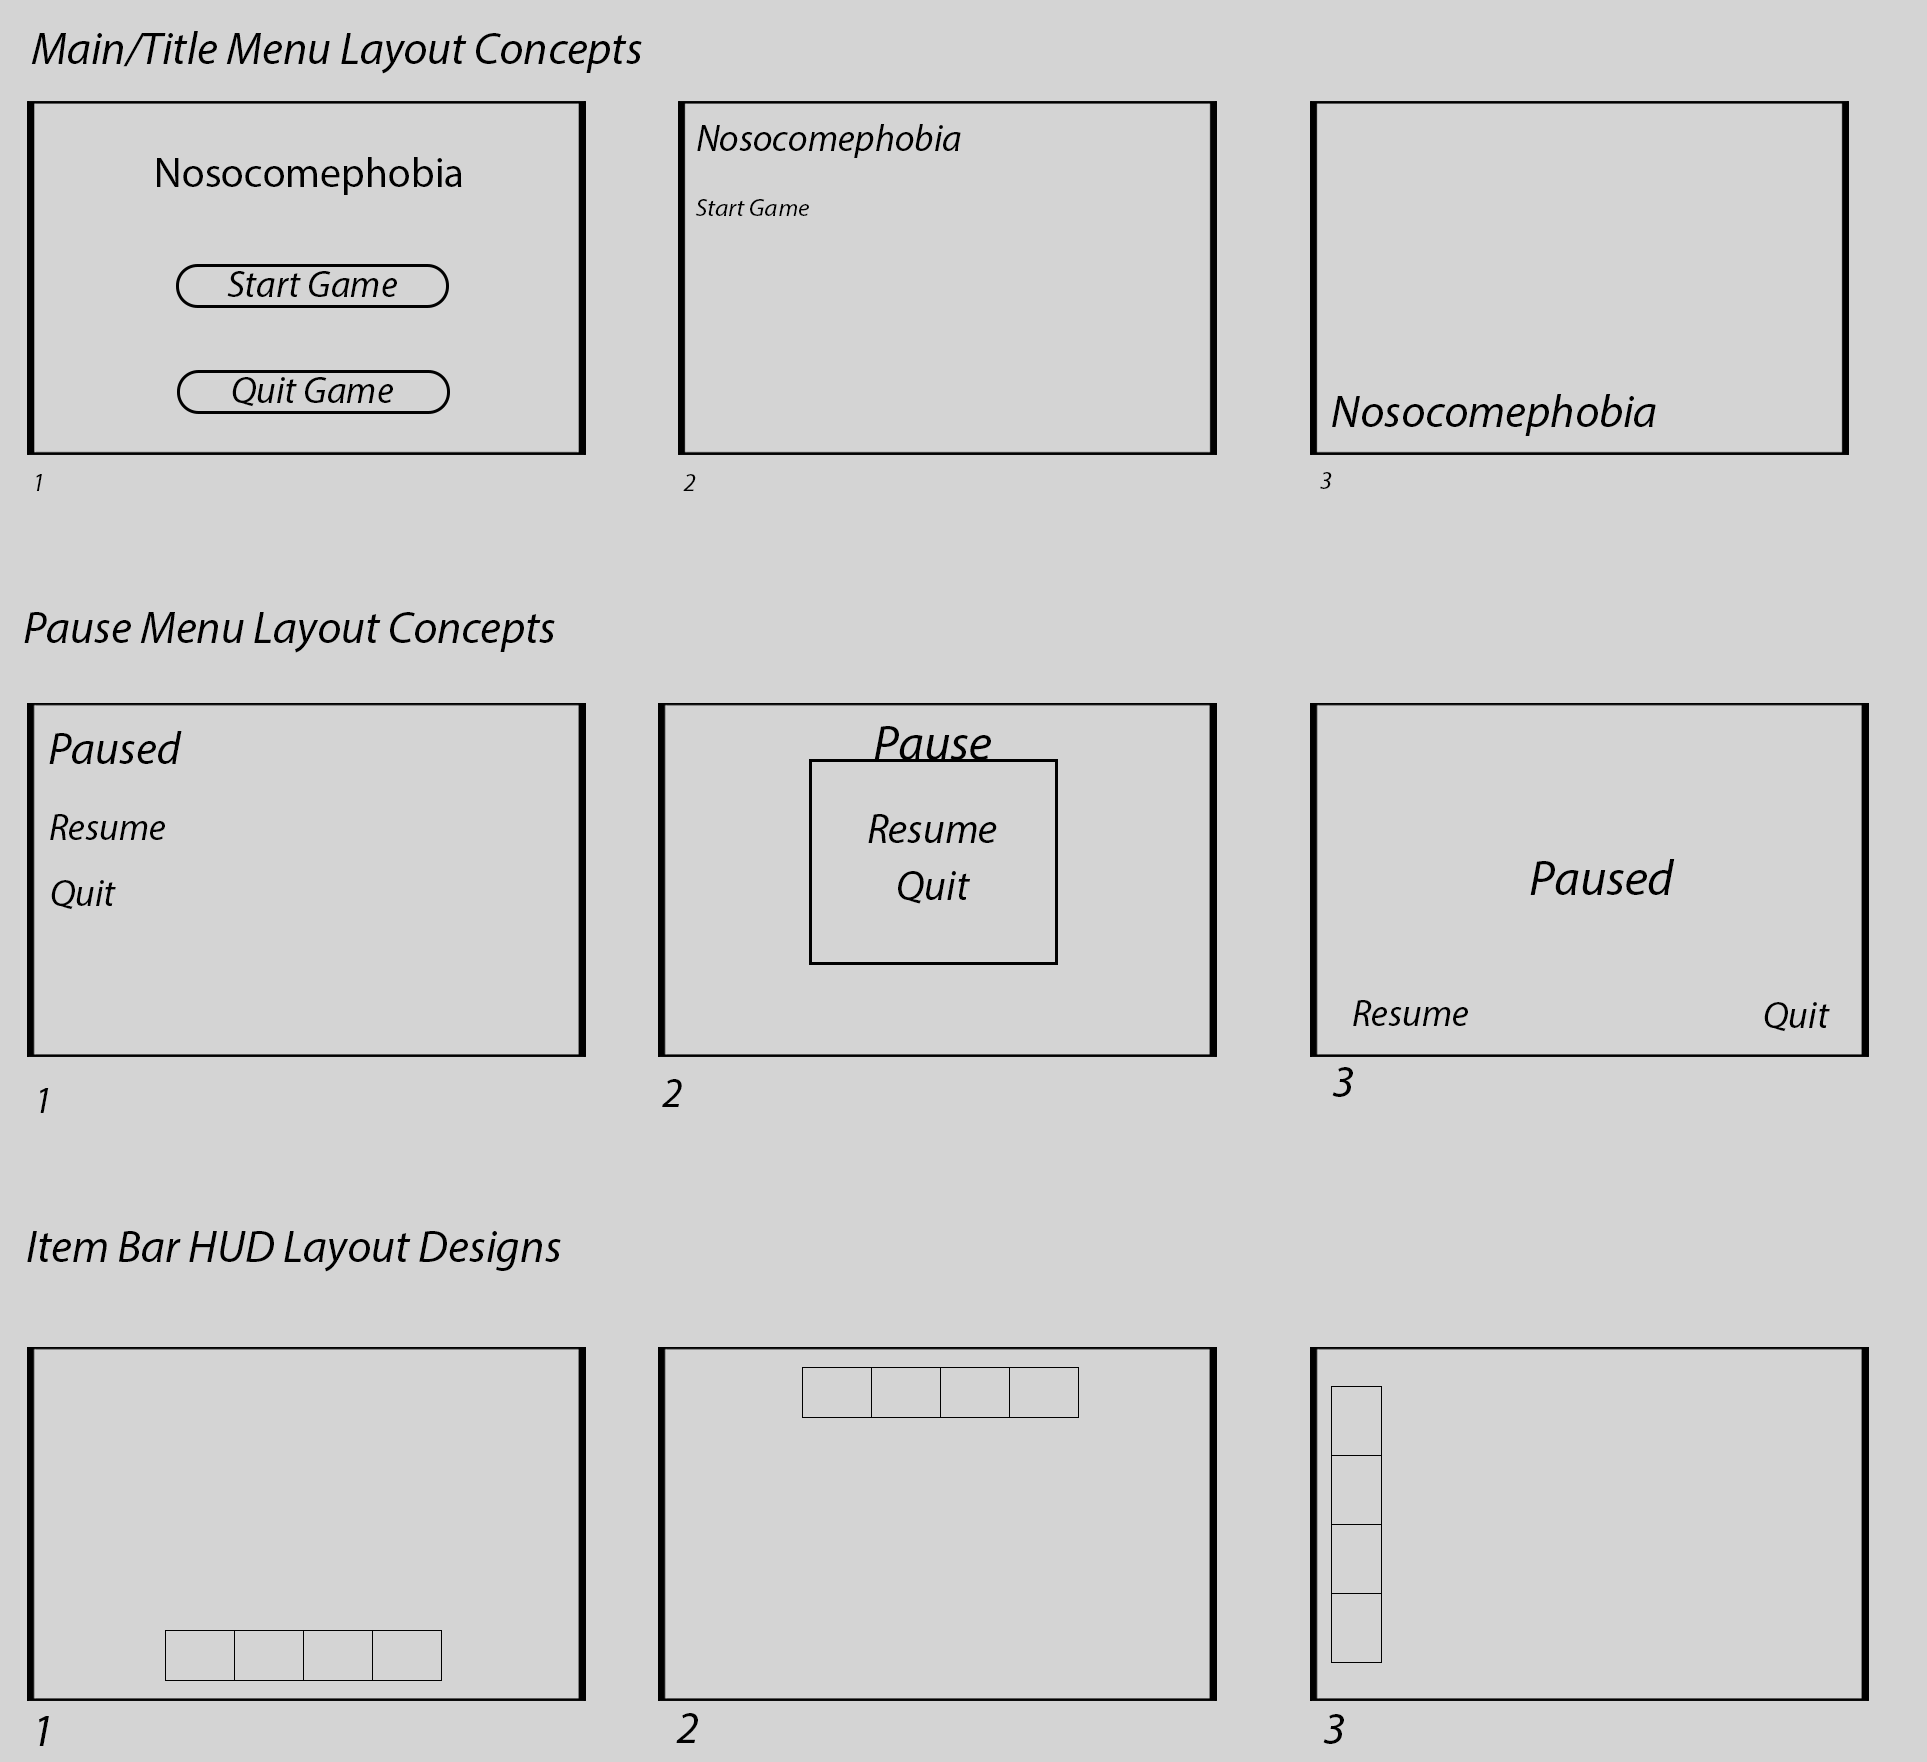 Main/Title Menu Layout Concepts
Nosocomephobia
Start Game
Quit Game
1
Nosocomephobia
Start Game
2
Nosocomephobia
3
Pause Menu Layout Concepts
Paused
Resume
Quit
1
Pause
Resume
Quit
2
Paused
Resume
Quit
3
Item Bar HUD Layout Designs
1
2
3